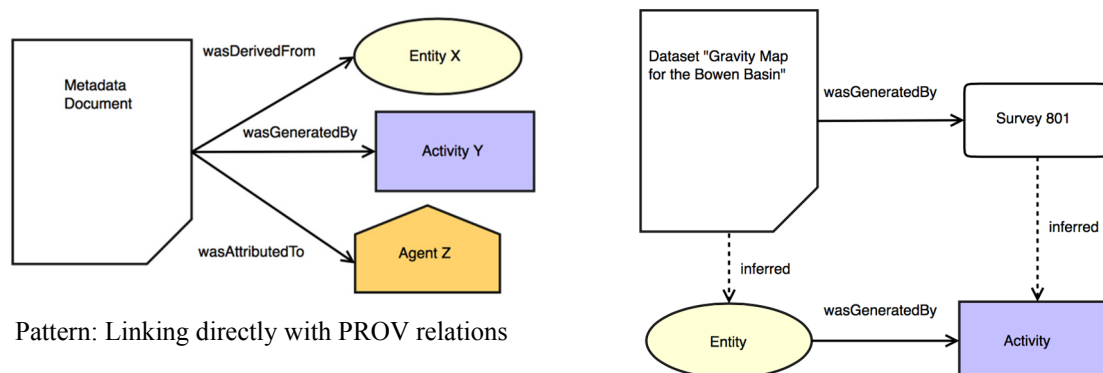 wasDerivedFrom
Entity X
Metadata
Document
wasGeneratedBy
Activity Y
wasAttributedTo
Agent Z
Pattern: Linking directly with PROV relations
Dataset "Gravity Map
for the Bowen Basin"
wasGeneratedBy
Survey 801
inferred
inferred
wasGeneratedBy
Entity
Activity